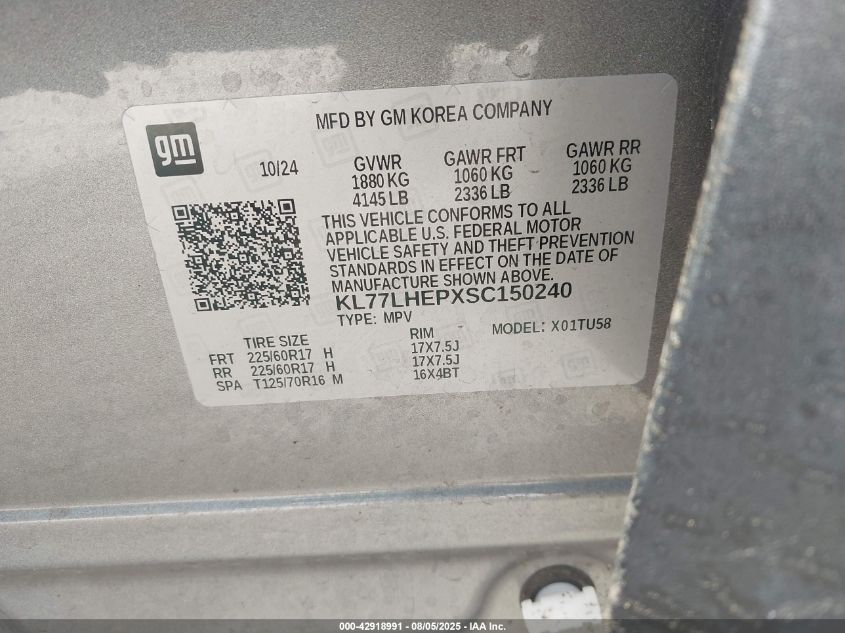 MFD BY GM KOREA COMPANY
gm
10/24
GVWR GAWR FRT GAWR RR
1880 KG 1060 KG 1060 KG
4145 LB 2336 LB 2336 LB
THIS VEHICLE CONFORMS TO ALL
APPLICABLE U.S. FEDERAL MOTOR
VEHICLE SAFETY AND THEFT PREVENTION
STANDARDS IN EFFECT ON THE DATE OF
MANUFACTURE SHOWN ABOVE.
KL77LHEPXSC150240
TYPE: MPV MODEL: X01TU58
TIRE SIZE RIM
FRT 225/60R17 H 17X7.5J
RR 225/60R17 H 17X7.5J
SPA T125/70R16 M 16X4BT
000-42918991 - 08/05/2025 - IAA Inc.